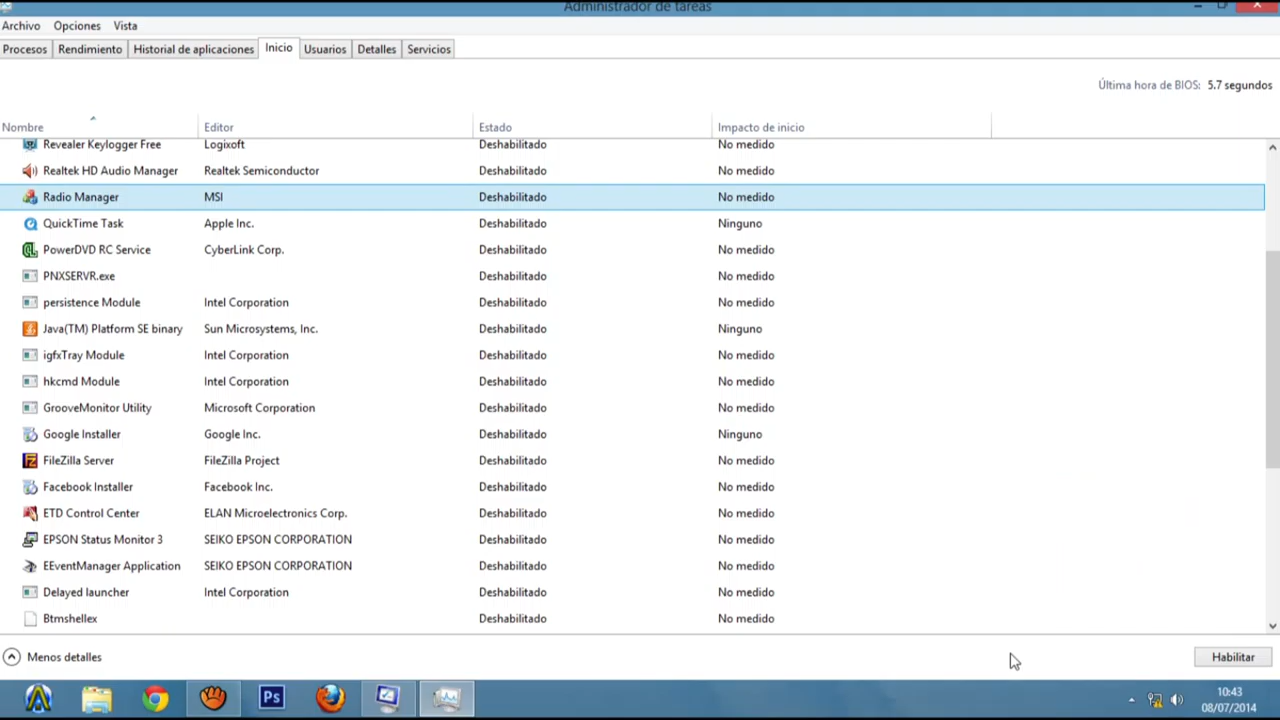 Administrador de tareas
Archivo Opciones Vista
Procesos Rendimiento Historial de aplicaciones Inicio Usuarios Detalles Servicios
Última hora de BIOS: 5.7 segundos
Nombre Editor Estado Impacto de inicio
Revealer Keylogger Free Logixoft Deshabilitado No medido
Realtek HD Audio Manager Realtek Semiconductor Deshabilitado No medido
Radio Manager MSI Deshabilitado No medido
QuickTime Task Apple Inc. Deshabilitado Ninguno
PowerDVD RC Service CyberLink Corp. Deshabilitado No medido
PNXSERVR.exe Deshabilitado No medido
persistence Module Intel Corporation Deshabilitado No medido
Java(TM) Platform SE binary Sun Microsystems, Inc. Deshabilitado Ninguno
igfxTray Module Intel Corporation Deshabilitado No medido
hkcmd Module Intel Corporation Deshabilitado No medido
GrooveMonitor Utility Microsoft Corporation Deshabilitado No medido
Google Installer Google Inc. Deshabilitado Ninguno
FileZilla Server FileZilla Project Deshabilitado No medido
Facebook Installer Facebook Inc. Deshabilitado No medido
ETD Control Center ELAN Microelectronics Corp. Deshabilitado No medido
EPSON Status Monitor 3 SEIKO EPSON CORPORATION Deshabilitado No medido
EEventManager Application SEIKO EPSON CORPORATION Deshabilitado No medido
Delayed launcher Intel Corporation Deshabilitado No medido
Btmshellex Deshabilitado No medido
Menos detalles Habilitar
Ps
10:43
08/07/2014